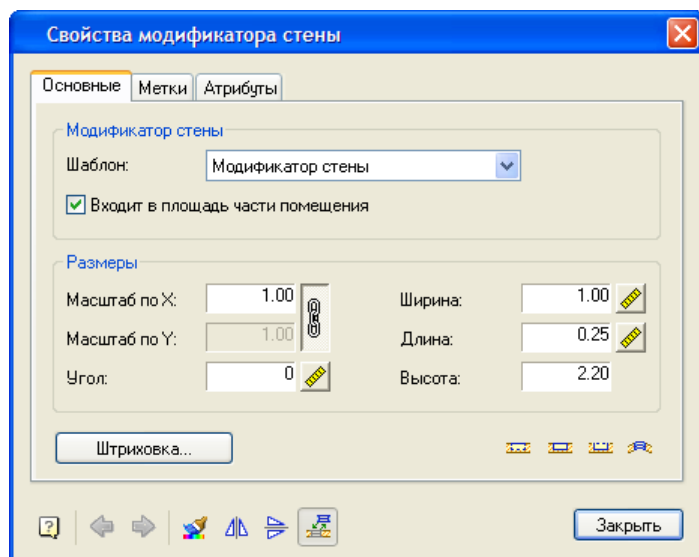 Свойства модификатора стены
Основные Метки Атрибуты
Модификатор стены
Шаблон: Модификатор стены
Входит в площадь части помещения
Размеры
Масштаб по X: 1.00 Ширина: 1.00
Масштаб по Y: 1.00 Длина: 0.25
Угол: 0 Высота: 2.20
Штриховка...
? Закрыть